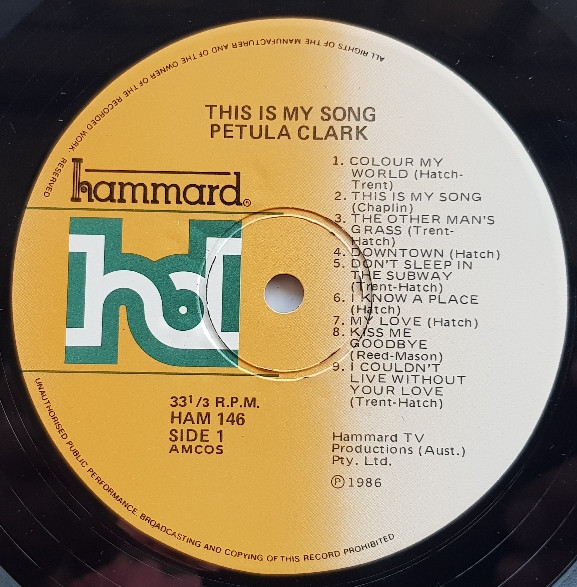 ALL RIGHTS OF THE MANUFACTURER AND OF THE OWNER OF THE RECORDED WORK RESERVED
THIS IS MY SONG
PETULA CLARK
hammard®
hd
1. COLOUR MY
WORLD (Hatch-
Trent)
2. THIS IS MY SONG
(Chaplin)
3. THE OTHER MAN'S
GRASS (Trent-
Hatch)
4. DOWNTOWN (Hatch)
5. DON'T SLEEP IN
THE SUBWAY
(Trent-Hatch)
6. I KNOW A PLACE
(Hatch)
7. MY LOVE (Hatch)
8. KISS ME
GOODBYE
(Reed-Mason)
9. I COULDN'T
LIVE WITHOUT
YOUR LOVE
(Trent-Hatch)
33 1/3 R.P.M.
HAM 146
SIDE 1
AMCOS
Hammard TV
Productions (Aust.)
Pty. Ltd.
℗ 1986
UNAUTHORISED PUBLIC PERFORMANCE, BROADCASTING AND COPYING OF THIS RECORD PROHIBITED